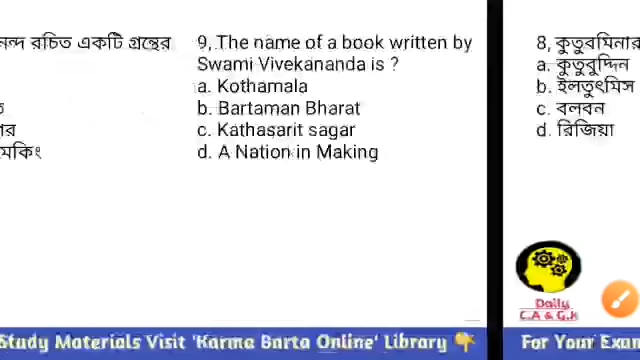 নন্দ রচিত একটি গ্রন্থের
মেকিং
9, The name of a book written by
Swami Vivekananda is ?
a. Kothamala
b. Bartaman Bharat
c. Kathasarit sagar
d. A Nation in Making
8, কুতুবমিনার
a. কুতুবুদ্দিন
b. ইলতুৎমিস
c. বলবন
d. রিজিয়া
Daily
C.A & G.K
Study Materials Visit 'Karma Barta Online' Library 👇
For Your Exam